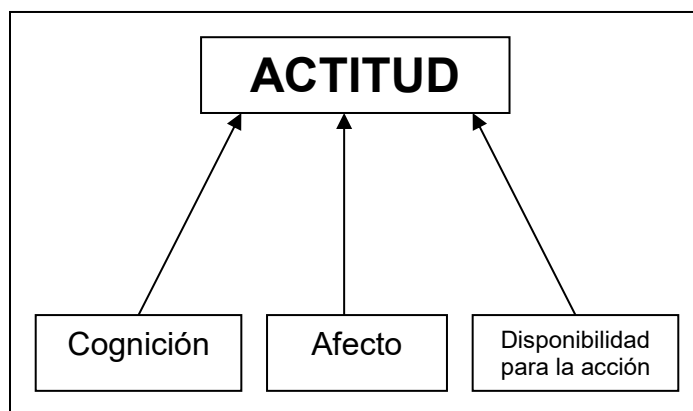 ACTITUD
Cognición
Afecto
Disponibilidad
para la acción